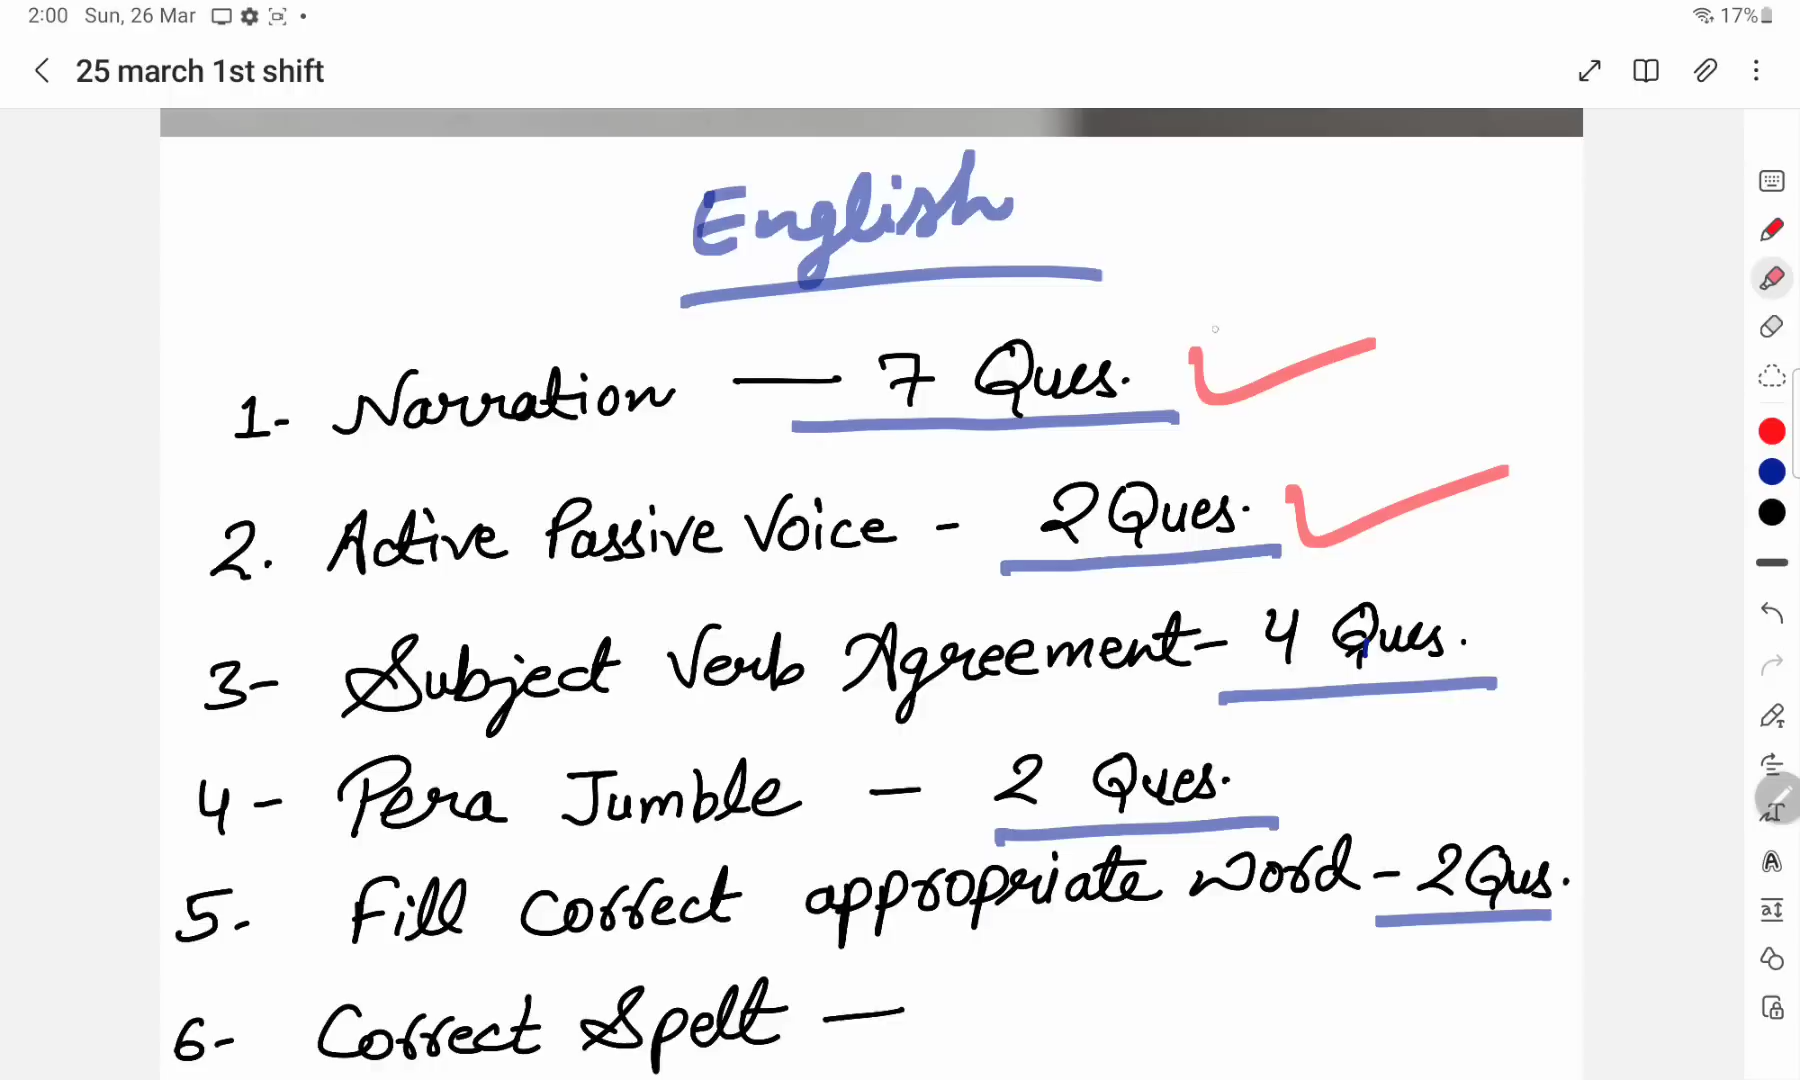 2:00 Sun, 26 Mar
17%
25 march 1st shift
English
1- Narration — 7 Ques.
2. Active Passive Voice - 2 Ques.
3- Subject Verb Agreement- 4 Ques.
4- Pera Jumble — 2 Ques.
5- Fill correct appropriate word - 2 Qus.
6- Correct Spelt —